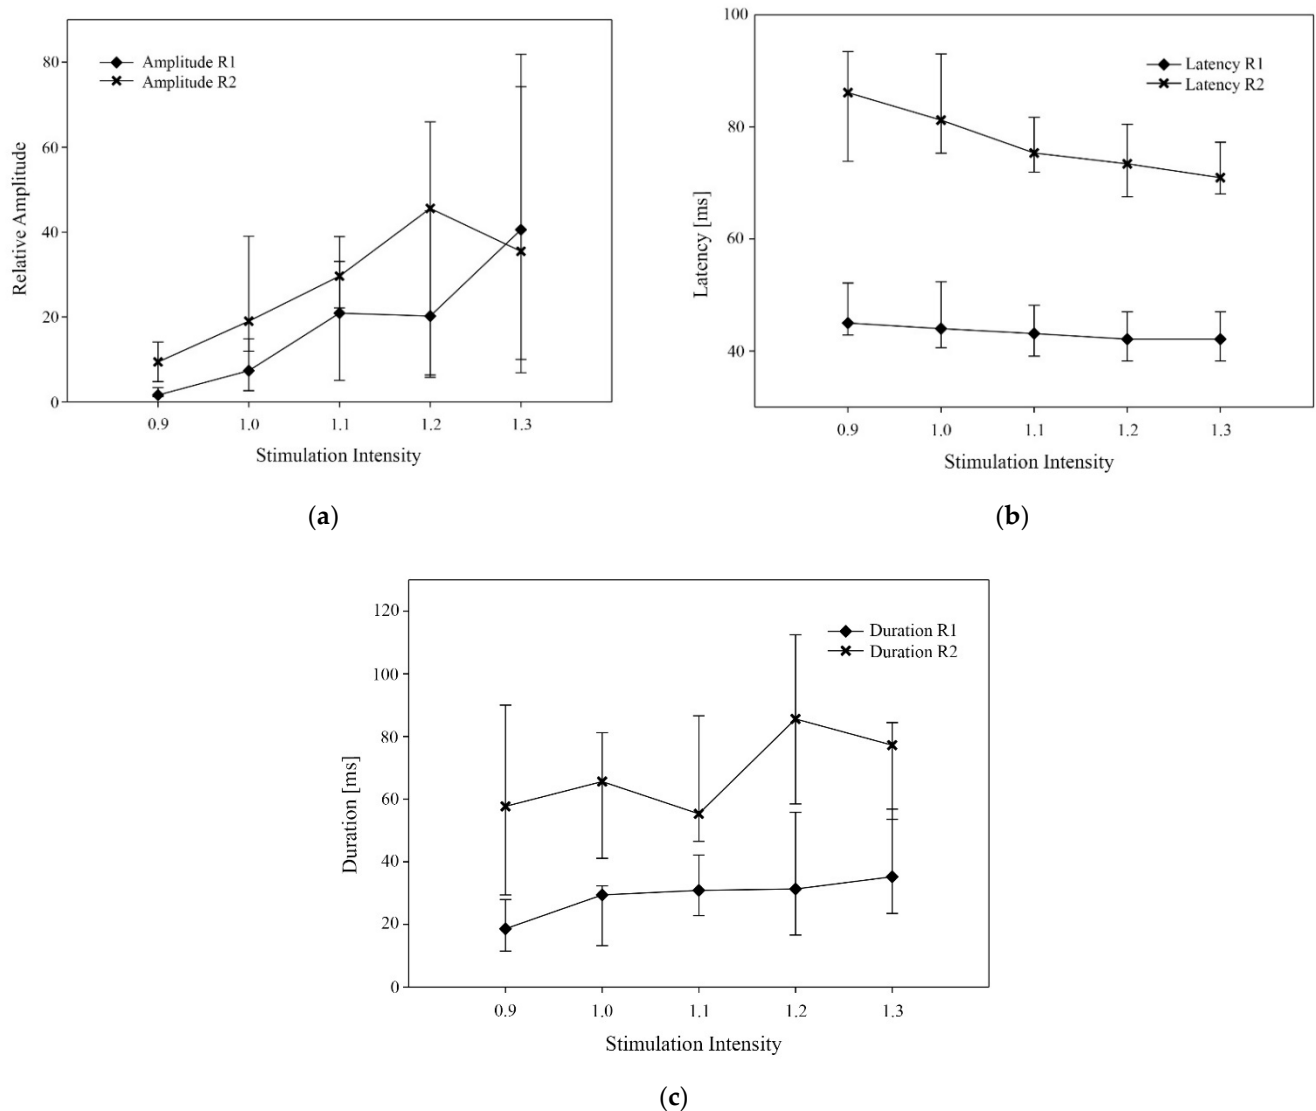 80
60
40
20
0
Relative Amplitude
Amplitude R1
Amplitude R2
0.9 1.0 1.1 1.2 1.3
Stimulation Intensity
(a)
100
80
60
40
Latency [ms]
Latency R1
Latency R2
0.9 1.0 1.1 1.2 1.3
Stimulation Intensity
(b)
120
100
80
60
40
20
0
Duration [ms]
Duration R1
Duration R2
0.9 1.0 1.1 1.2 1.3
Stimulation Intensity
(c)